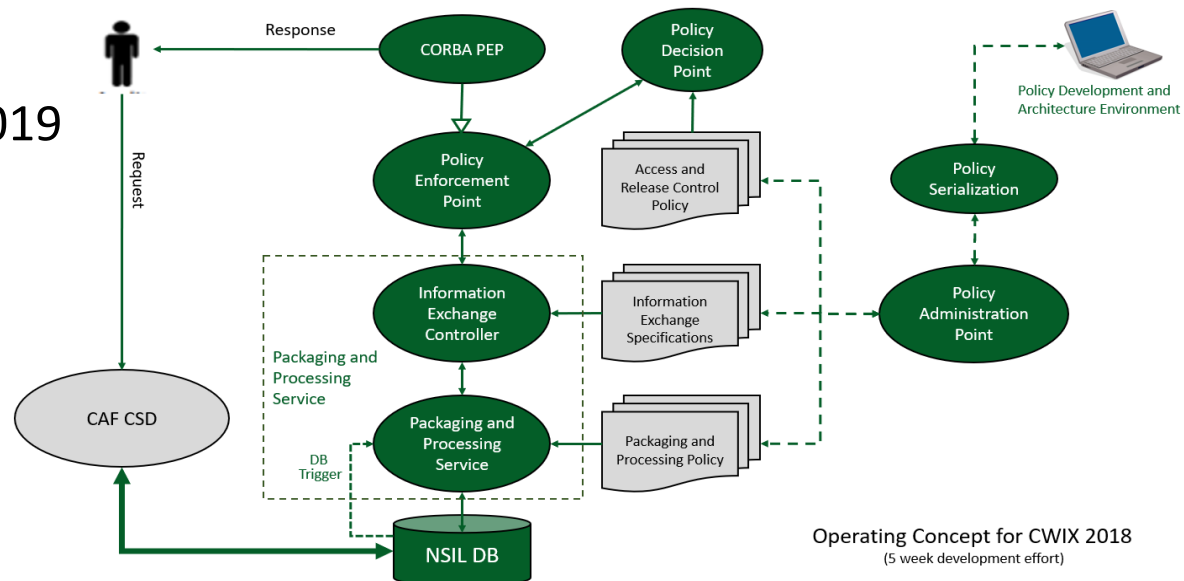 Response
CORBA PEP
Policy
Decision
Point
Policy Development and
Architecture Environment
019
Request
Policy
Enforcement
Point
Access and
Release Control
Policy
Policy
Serialization
Information
Exchange
Controller
Information
Exchange
Specifications
Policy
Administration
Point
Packaging and
Processing
Service
CAF CSD
Packaging and
Processing
Service
Packaging and
Processing Policy
DB
Trigger
NSIL DB
Operating Concept for CWIX 2018
(5 week development effort)